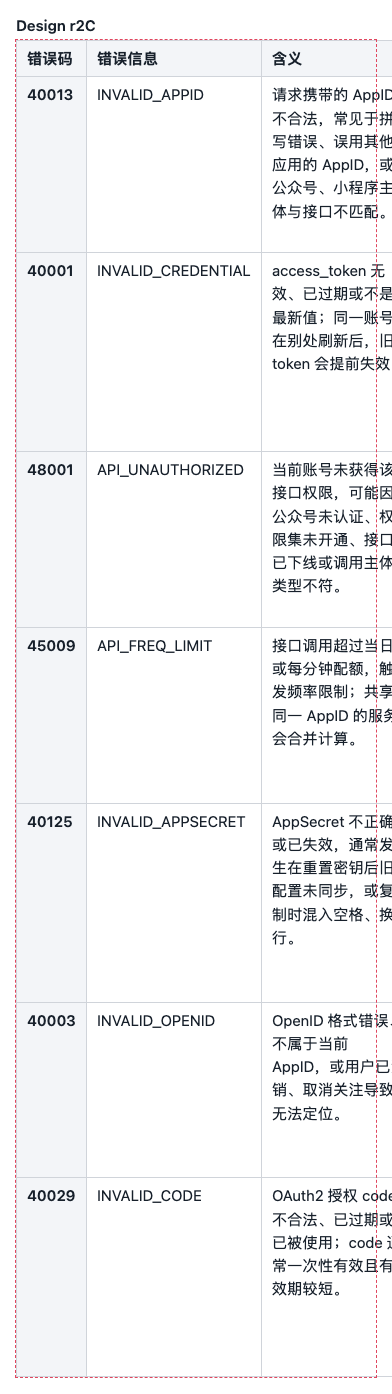 Design r2C
错误码
错误信息
含义
40013
INVALID_APPID
请求携带的 AppID
不合法，常见于拼
写错误、误用其他
应用的 AppID，或
公众号、小程序主
体与接口不匹配。
40001
INVALID_CREDENTIAL
access_token 无
效、已过期或不是
最新值；同一账号
在别处刷新后，旧
token 会提前失效
48001
API_UNAUTHORIZED
当前账号未获得该
接口权限，可能因
公众号未认证、权
限集未开通、接口
已下线或调用主体
类型不符。
45009
API_FREQ_LIMIT
接口调用超过当日
或每分钟配额，触
发频率限制；共享
同一 AppID 的服务
会合并计算。
40125
INVALID_APPSECRET
AppSecret 不正确
或已失效，通常发
生在重置密钥后旧
配置未同步，或复
制时混入空格、换
行。
40003
INVALID_OPENID
OpenID 格式错误、
不属于当前
AppID，或用户已
销、取消关注导致
无法定位。
40029
INVALID_CODE
OAuth2 授权 code
不合法、已过期或
已被使用；code
常一次性有效且有
效期较短。